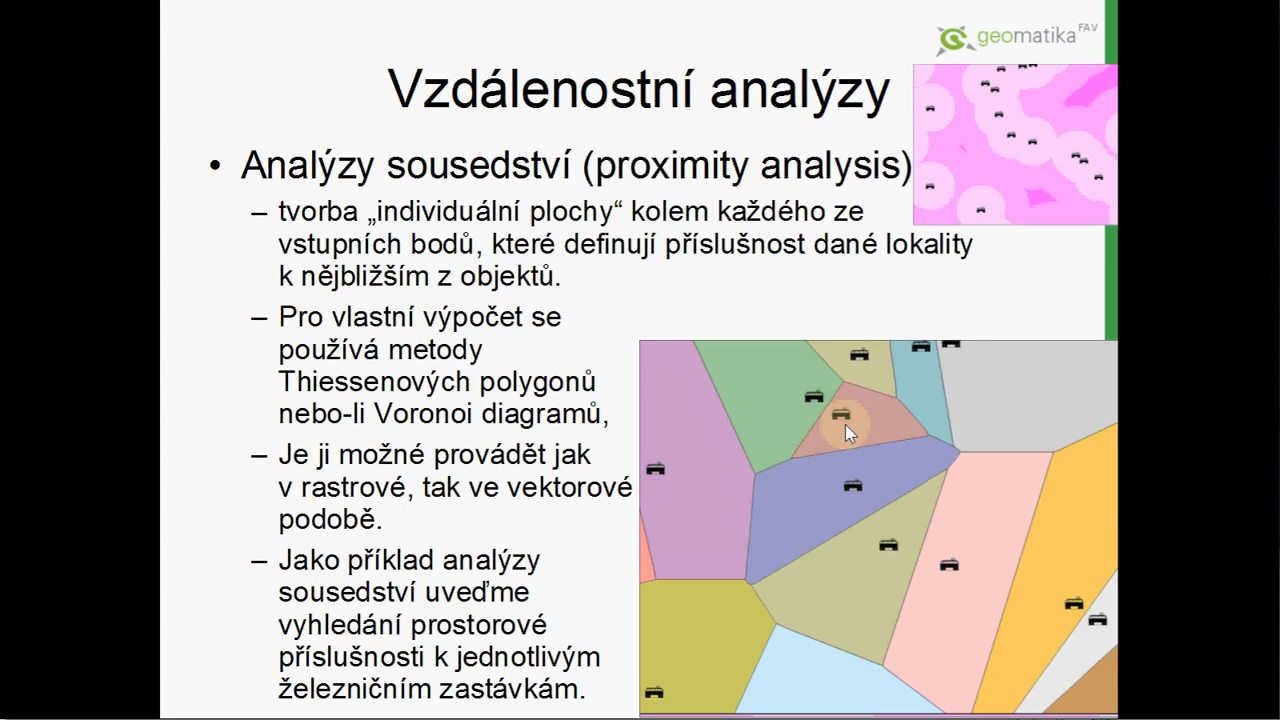 geomatika FAV
Vzdálenostní analýzy
• Analýzy sousedství (proximity analysis)
– tvorba „individuální plochy“ kolem každého ze
vstupních bodů, které definují příslušnost dané lokality
k nějbližším z objektů.
– Pro vlastní výpočet se
používá metody
Thiessenových polygonů
nebo-li Voronoi diagramů,
– Je ji možné provádět jak
v rastrové, tak ve vektorové
podobě.
– Jako příklad analýzy
sousedství uveďme
vyhledání prostorové
příslušnosti k jednotlivým
železničním zastávkám.